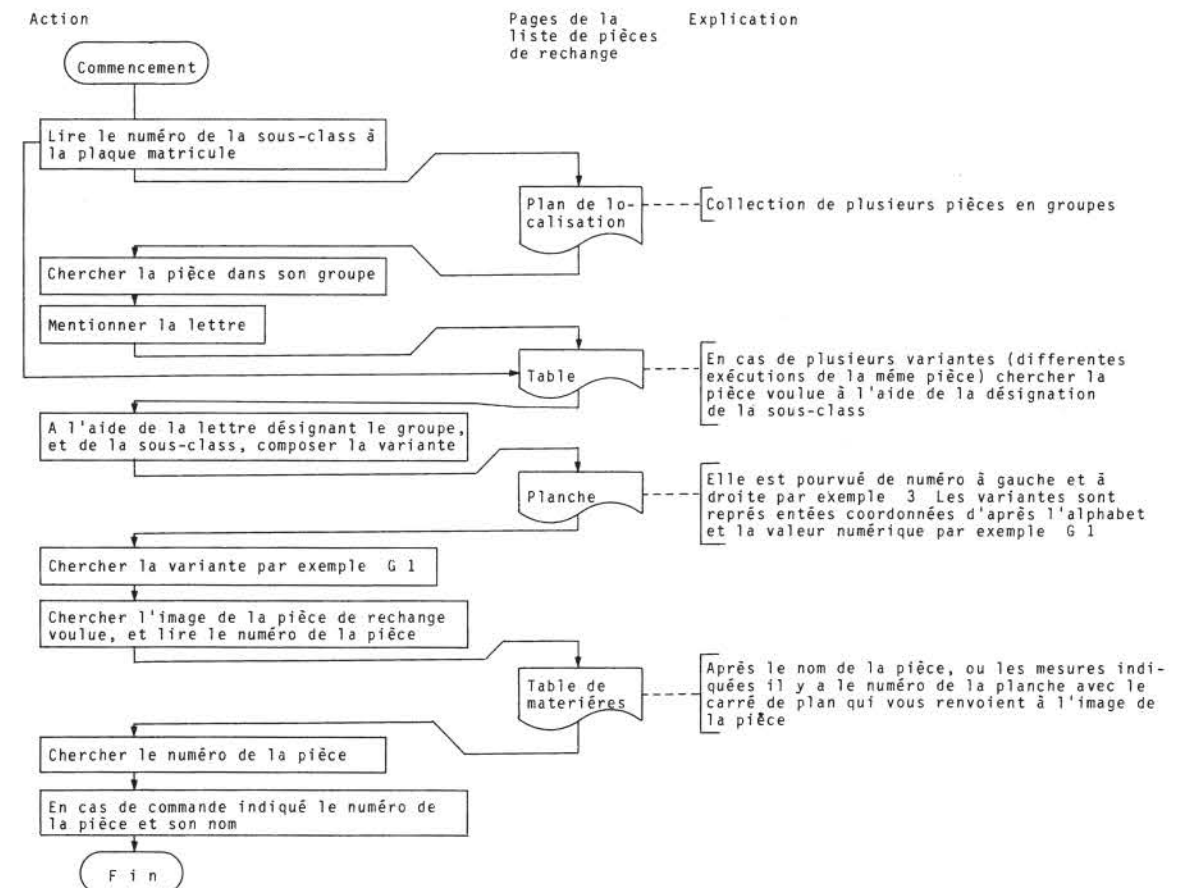 Action
Pages de la
liste de pièces
de rechange
Explication
Commencement
Lire le numéro de la sous-class à
la plaque matricule
Plan de lo-
calisation
Collection de plusieurs pièces en groupes
Chercher la pièce dans son groupe
Mentionner la lettre
Table
En cas de plusieurs variantes (differentes
exécutions de la méme pièce) chercher la
pièce voulue à l'aide de la désignation
de la sous-class
A l'aide de la lettre désignant le groupe,
et de la sous-class, composer la variante
Planche
Elle est pourvué de numéro à gauche et à
droite par exemple 3 Les variantes sont
représ entées coordonnées d'après l'alphabet
et la valeur numérique par exemple G 1
Chercher la variante par exemple G 1
Chercher l'image de la pièce de rechange
voulue, et lire le numéro de la pièce
Table de
materiéres
Après le nom de la pièce, ou les mesures indi-
quées il y a le numéro de la planche avec le
carré de plan qui vous renvoient à l'image de
la pièce
Chercher le numéro de la pièce
En cas de commande indiqué le numéro de
la pièce et son nom
F i n